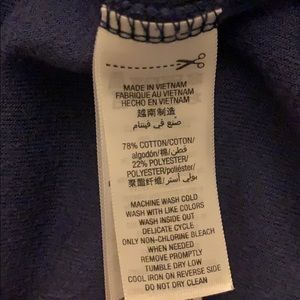 MADE IN VIETNAM
FABRIQUE AU VIETNAM
HECHO EN VIETNAM
越南制造
صنع في فيتنام
78% COTTON/COTON/
algodón/棉/قطن/
22% POLYESTER/
POLYESTER/poliéster/
聚酯纤维/بولي أستر
MACHINE WASH COLD
WASH WITH LIKE COLORS
WASH INSIDE OUT
DELICATE CYCLE
ONLY NON-CHLORINE BLEACH
WHEN NEEDED
REMOVE PROMPTLY
TUMBLE DRY LOW
COOL IRON ON REVERSE SIDE
DO NOT DRY CLEAN